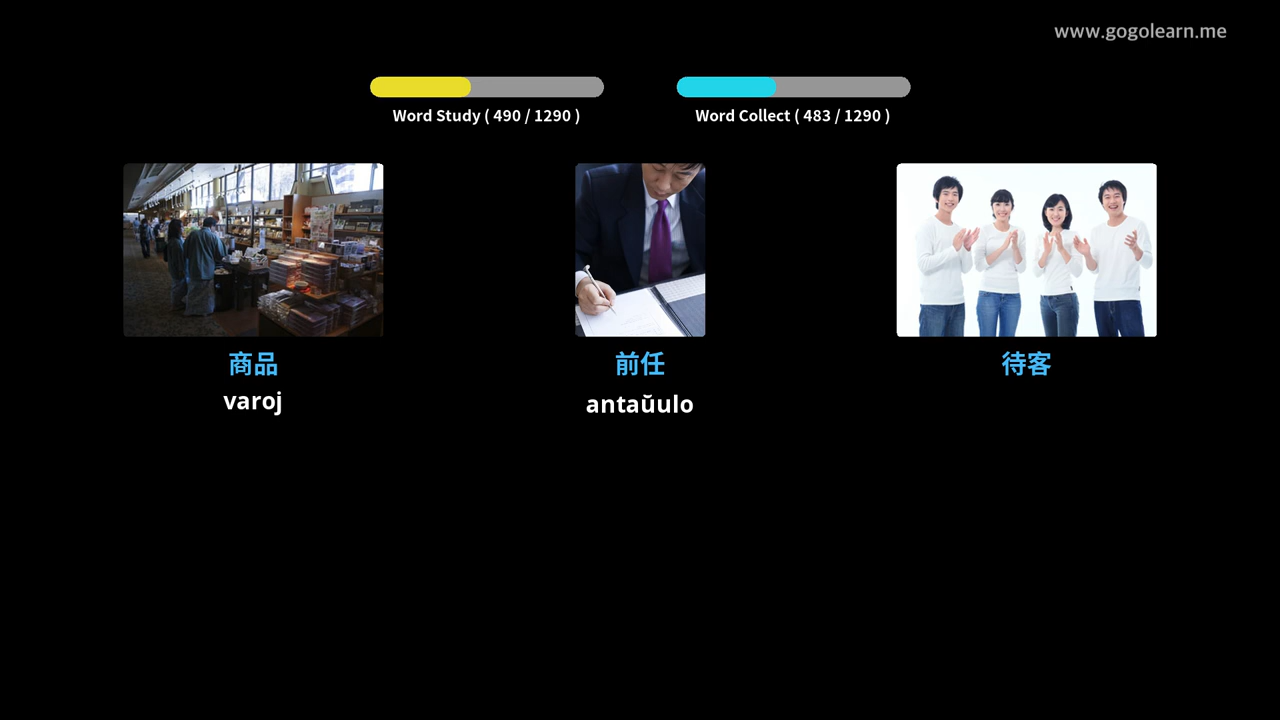 www.gogolearn.me
Word Study ( 490 / 1290 )
Word Collect ( 483 / 1290 )
商品
前任
待客
varoj
antaŭulo